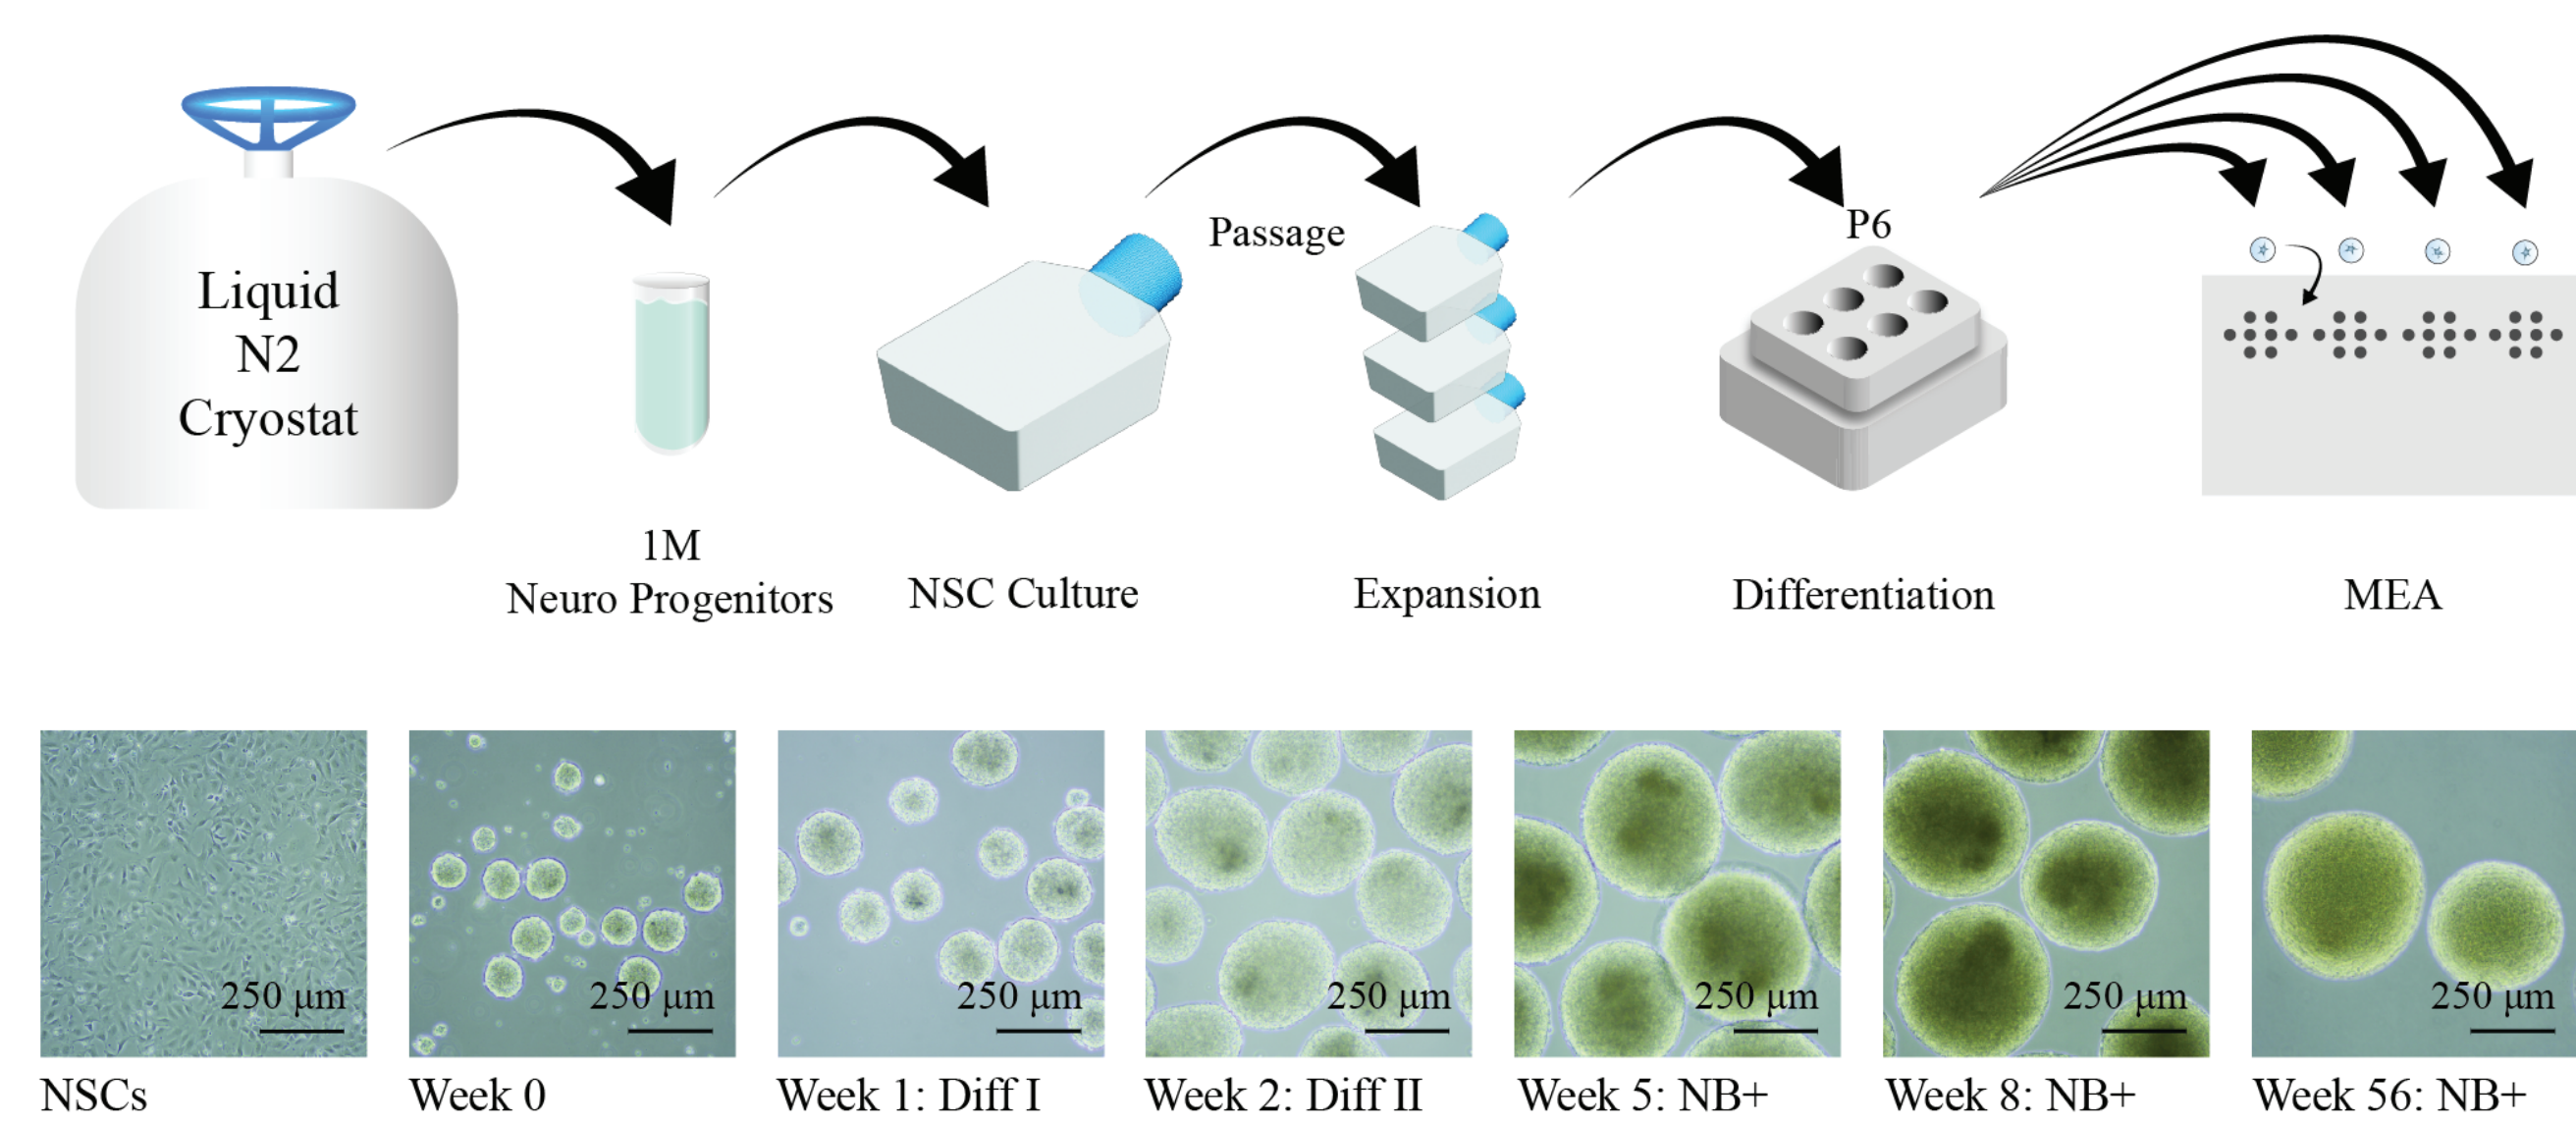 Liquid
N2
Cryostat
1M
Neuro Progenitors
NSC Culture
Passage
Expansion
P6
Differentiation
MEA
250 μm
250 μm
250 μm
250 μm
250 μm
250 μm
250 μm
NSCs
Week 0
Week 1: Diff I
Week 2: Diff II
Week 5: NB+
Week 8: NB+
Week 56: NB+